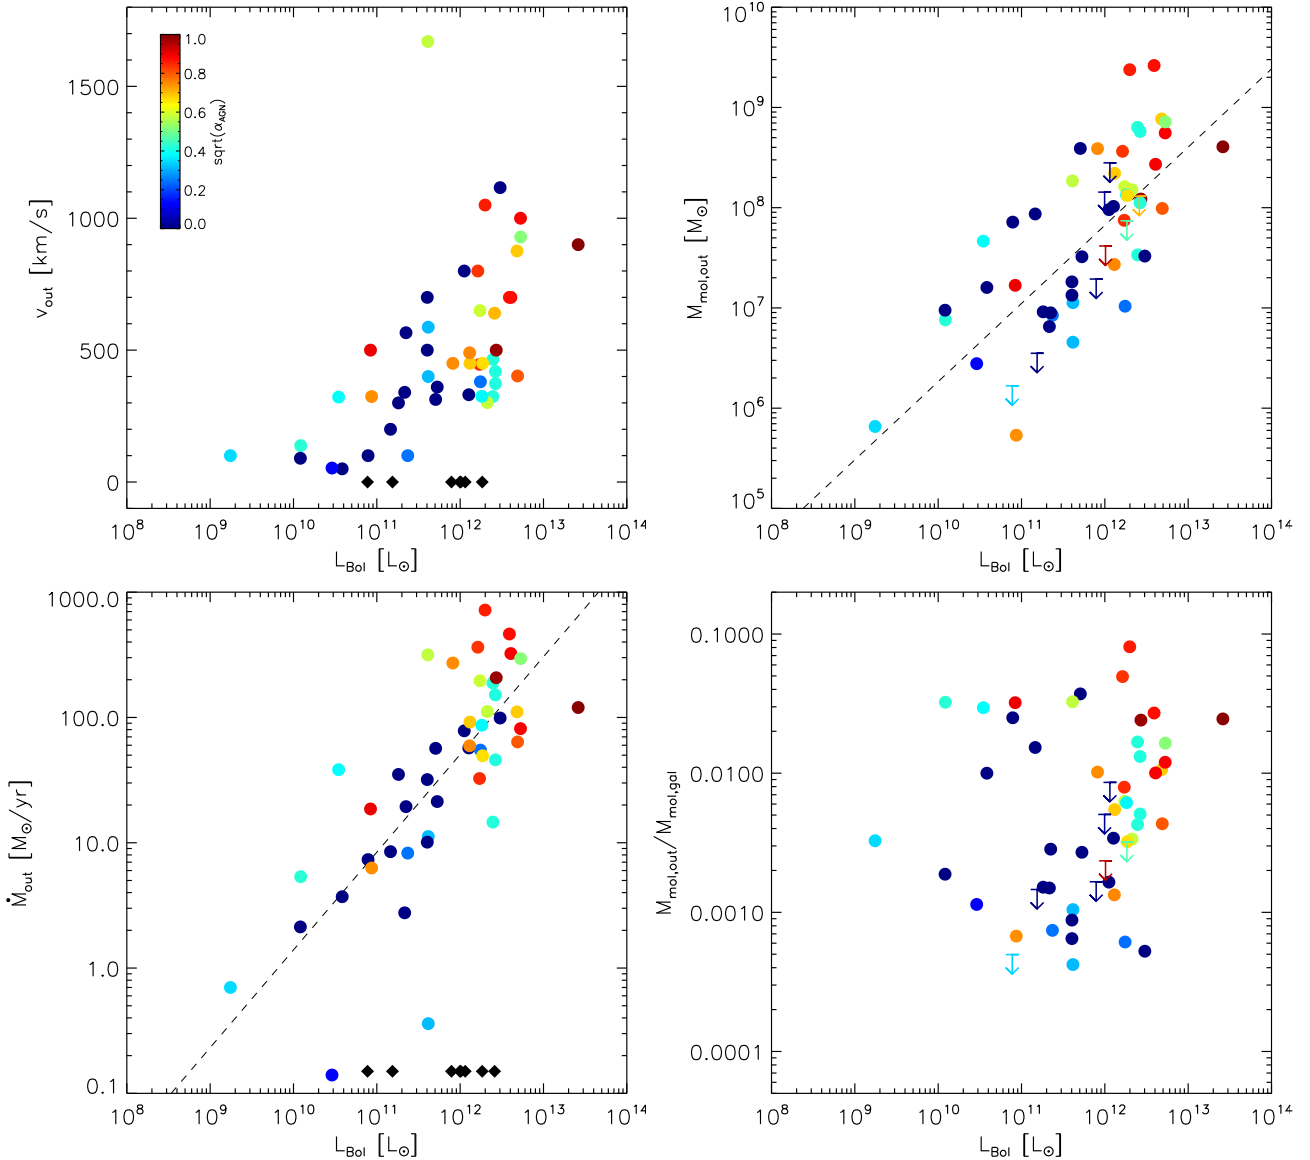 1500
1000
500
0
v_out [km/s]
1.0
0.8
0.6
0.4
0.2
0.0
sqrt(α_AGN)
10^8 10^9 10^10 10^11 10^12 10^13 10^14
L_Bol [L_⊙]
10^10
10^9
10^8
10^7
10^6
10^5
M_mol,out [M_⊙]
10^8 10^9 10^10 10^11 10^12 10^13 10^14
L_Bol [L_⊙]
1000.0
100.0
10.0
1.0
0.1
Ṁ_out [M_⊙/yr]
10^8 10^9 10^10 10^11 10^12 10^13 10^14
L_Bol [L_⊙]
0.1000
0.0100
0.0010
0.0001
M_mol,out/M_mol,gal
10^8 10^9 10^10 10^11 10^12 10^13 10^14
L_Bol [L_⊙]